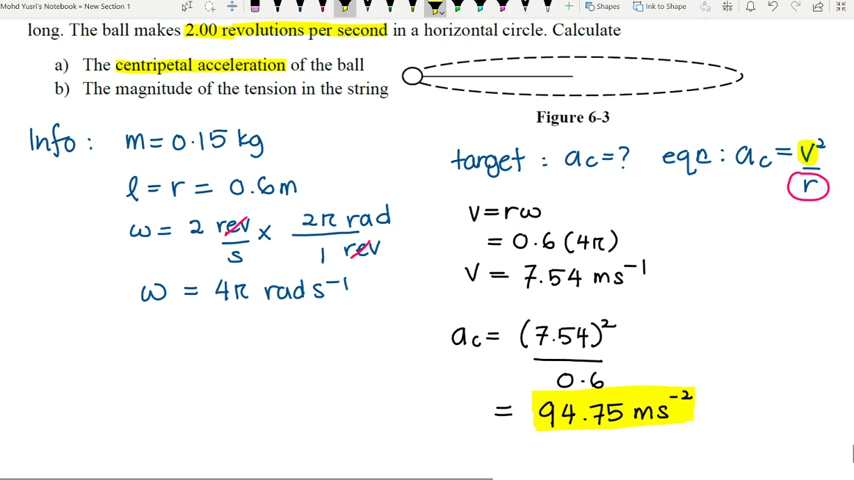 Mohd Yusri's Notebook » New Section 1
Shapes
Ink to Shape
long. The ball makes 2.00 revolutions per second in a horizontal circle. Calculate
a) The centripetal acceleration of the ball
b) The magnitude of the tension in the string
Figure 6-3
Info : m = 0.15 kg
l = r = 0.6 m
ω = 2 rev/s × 2π rad / 1 rev
ω = 4π rad s⁻¹
target : ac = ? eqn : ac = v²/r
v = rω
= 0.6 (4π)
v = 7.54 ms⁻¹
ac = (7.54)² / 0.6
= 94.75 ms⁻²